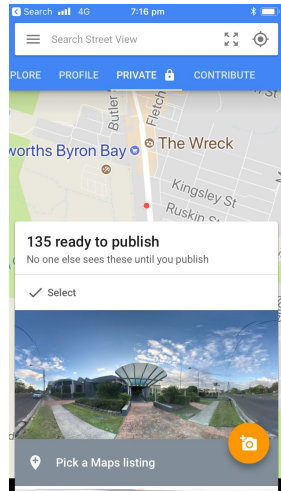 Search 4G 7:16 pm
Search Street View
PLORE PROFILE PRIVATE CONTRIBUTE
Butler
Fletch
St
worths Byron Bay
The Wreck
Kingsley St
Ruskin
135 ready to publish
No one else sees these until you publish
Select
Pick a Maps listing